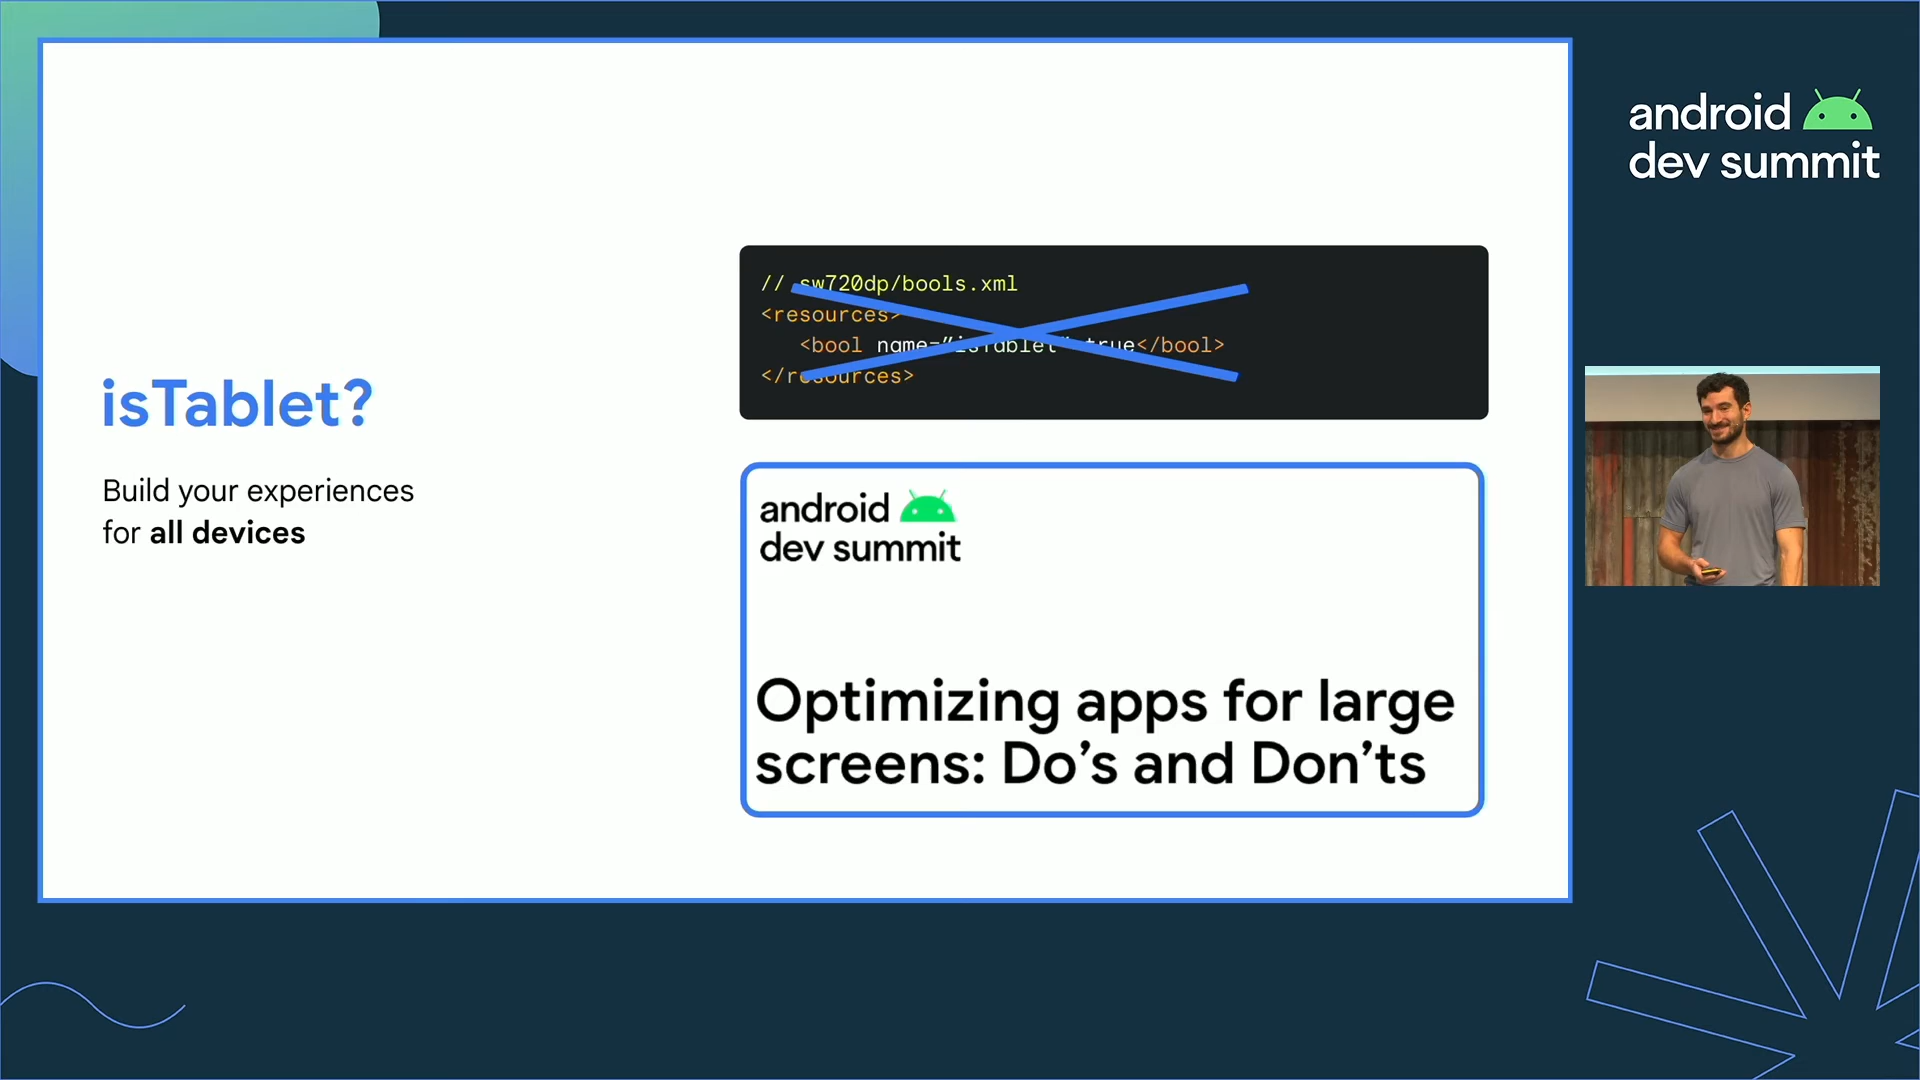 isTablet?
Build your experiences
for all devices
// sw720dp/bools.xml
<resources>
<bool name="isTablet" true</bool>
</resources>
android
dev summit
Optimizing apps for large
screens: Do's and Don'ts
android
dev summit